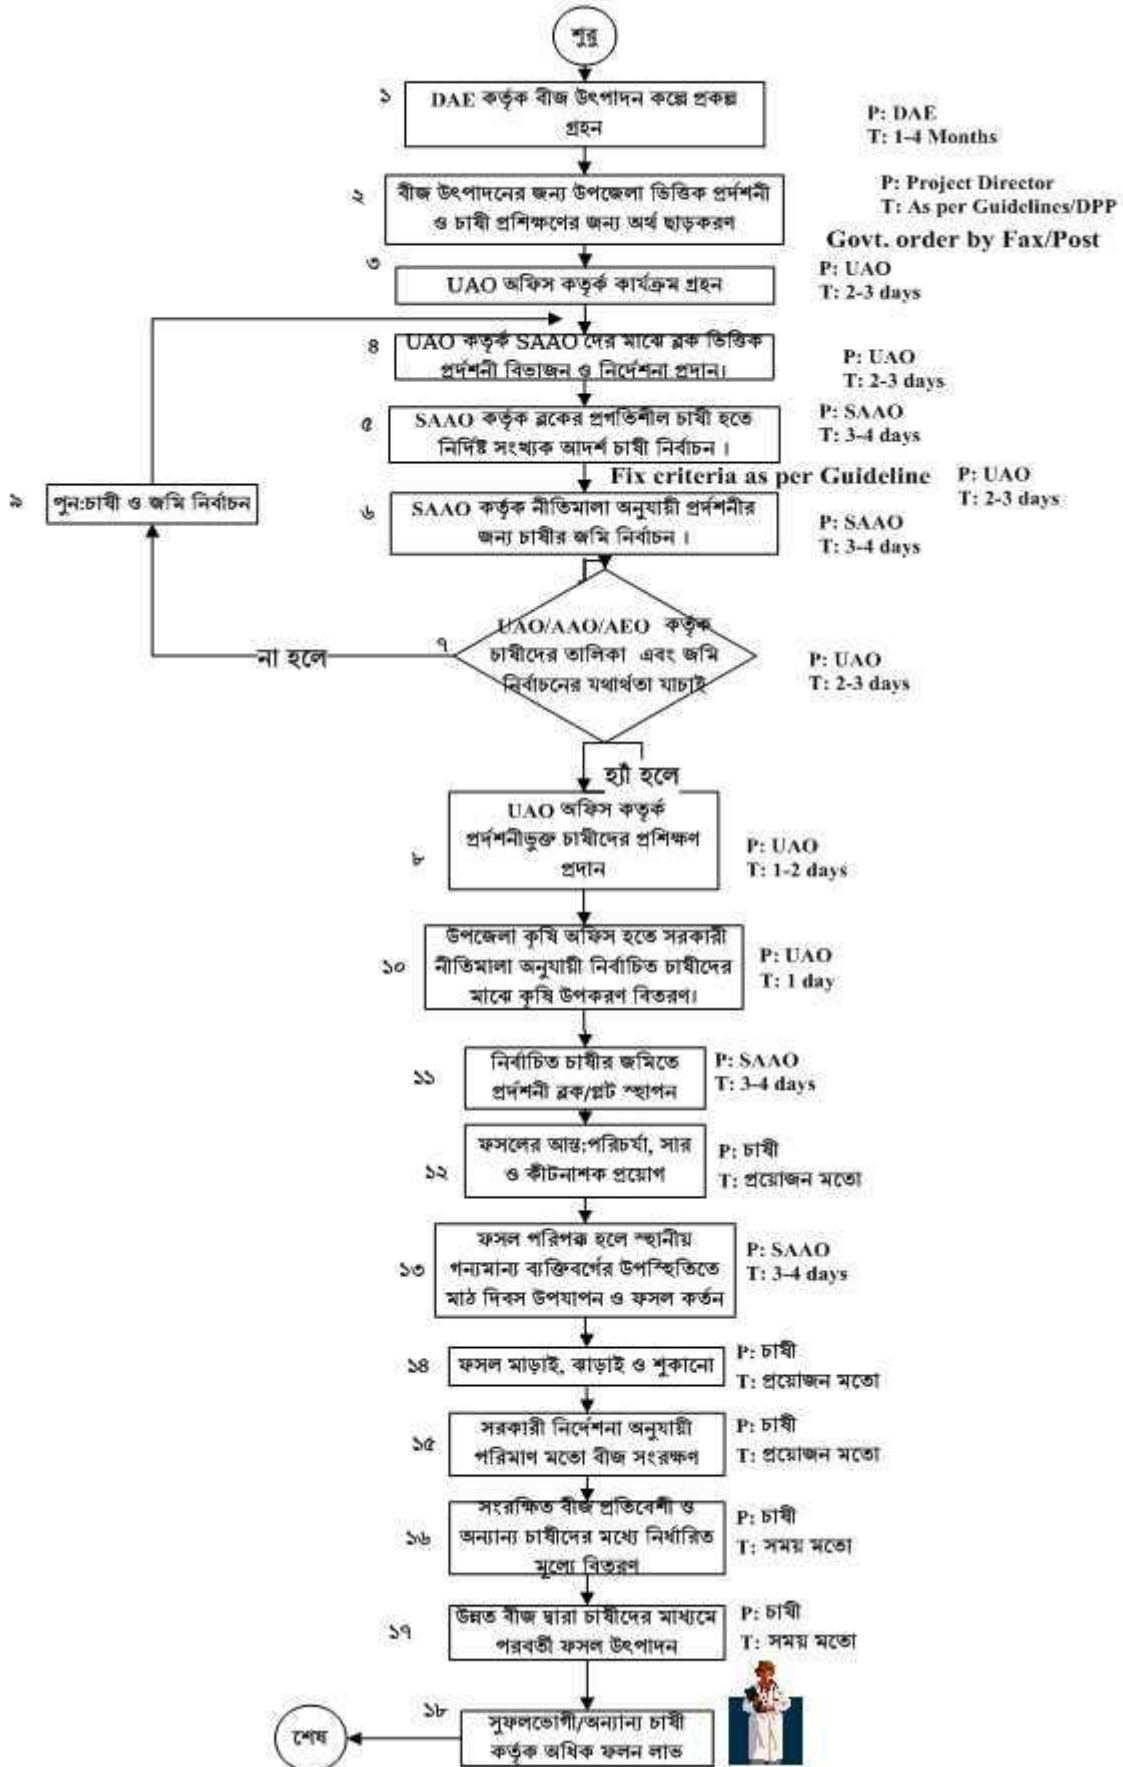 শুরু
১
DAE কর্তৃক বীজ উৎপাদন কল্পে প্রকল্প
গ্রহন
P: DAE
T: 1-4 Months
২
বীজ উৎপাদনের জন্য উপজেলা ভিত্তিক প্রর্দশনী
ও চাষী প্রশিক্ষণের জন্য অর্থ ছাড়করণ
P: Project Director
T: As per Guidelines/DPP
Govt. order by Fax/Post
৩
UAO অফিস কতৃর্ক কার্যক্রম গ্রহন
P: UAO
T: 2-3 days
৪
UAO কতৃর্ক SAAO দের মাঝে ব্লক ভিত্তিক
প্রর্দশনী বিভাজন ও নির্দেশনা প্রদান।
P: UAO
T: 2-3 days
৫
SAAO কর্তৃক ব্লকের প্রগতিশীল চাষী হতে
নির্দিষ্ট সংখ্যক আদর্শ চাষী নির্বাচন ।
P: SAAO
T: 3-4 days
Fix criteria as per Guideline
P: UAO
T: 2-3 days
৯
পুন:চাষী ও জমি নির্বাচন
৬
SAAO কর্তৃক নীতিমালা অনুযায়ী প্রর্দশনীর
জন্য চাষীর জমি নির্বাচন ।
P: SAAO
T: 3-4 days
৭
UAO/AAO/AEO কর্তৃক
চাষীদের তালিকা এবং জমি
নির্বাচনের যথার্থতা যাচাই
না হলে
P: UAO
T: 2-3 days
হ্যাঁ হলে
৮
UAO অফিস কতৃর্ক
প্রর্দশনীভুক্ত চাষীদের প্রশিক্ষণ
প্রদান
P: UAO
T: 1-2 days
১০
উপজেলা কৃষি অফিস হতে সরকারী
নীতিমালা অনুযায়ী নির্বাচিত চাষীদের
মাঝে কৃষি উপকরণ বিতরণ।
P: UAO
T: 1 day
১১
নির্বাচিত চাষীর জমিতে
প্রর্দশনী ব্লক/প্লট স্হাপন
P: SAAO
T: 3-4 days
১২
ফসলের আন্ত:পরিচর্যা, সার
ও কীটনাশক প্রয়োগ
P: চাষী
T: প্রয়োজন মতো
১৩
ফসল পরিপক্ক হলে স্হানীয়
গন্যমান্য ব্যক্তিবর্গের উপস্হিতিতে
মাঠ দিবস উপযাপন ও ফসল কর্তন
P: SAAO
T: 3-4 days
১৪
ফসল মাড়াই, ঝাড়াই ও শুকানো
P: চাষী
T: প্রয়োজন মতো
১৫
সরকারী নির্দেশনা অনুযায়ী
পরিমাণ মতো বীজ সংরক্ষণ
P: চাষী
T: প্রয়োজন মতো
১৬
সংরক্ষিত বীজ প্রতিবেশী ও
অন্যান্য চাষীদের মধ্যে নির্ধারিত
মূল্যে বিতরণ
P: চাষী
T: সময় মতো
১৭
উন্নত বীজ দ্বারা চাষীদের মাধ্যমে
পরবর্তী ফসল উৎপাদন
P: চাষী
T: সময় মতো
১৮
সুফলভোগী/অন্যান্য চাষী
কর্তৃক অধিক ফলন লাভ
শেষ